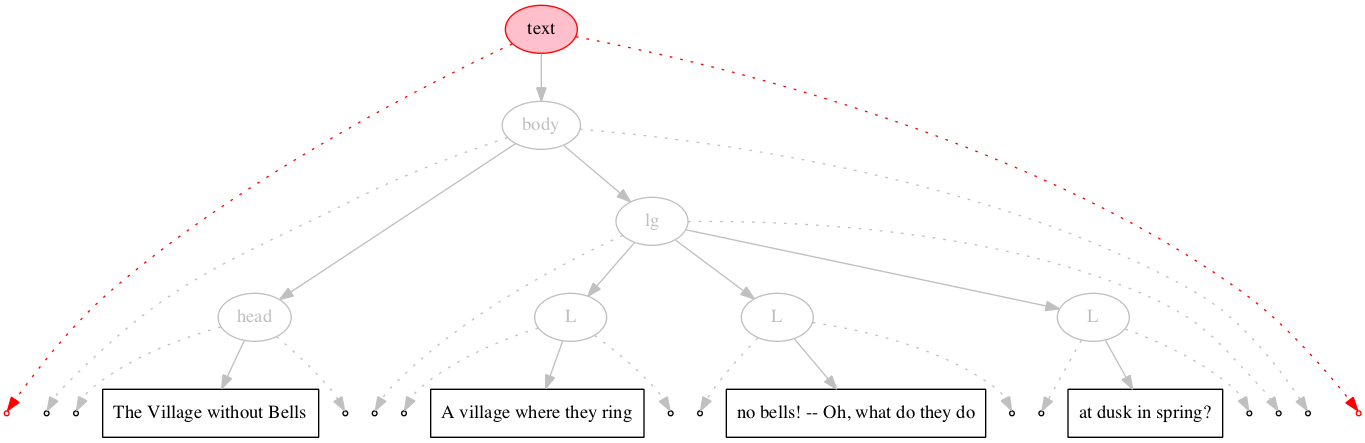 text
body
lg
head
L
L
L
The Village without Bells
A village where they ring
no bells! -- Oh, what do they do
at dusk in spring?